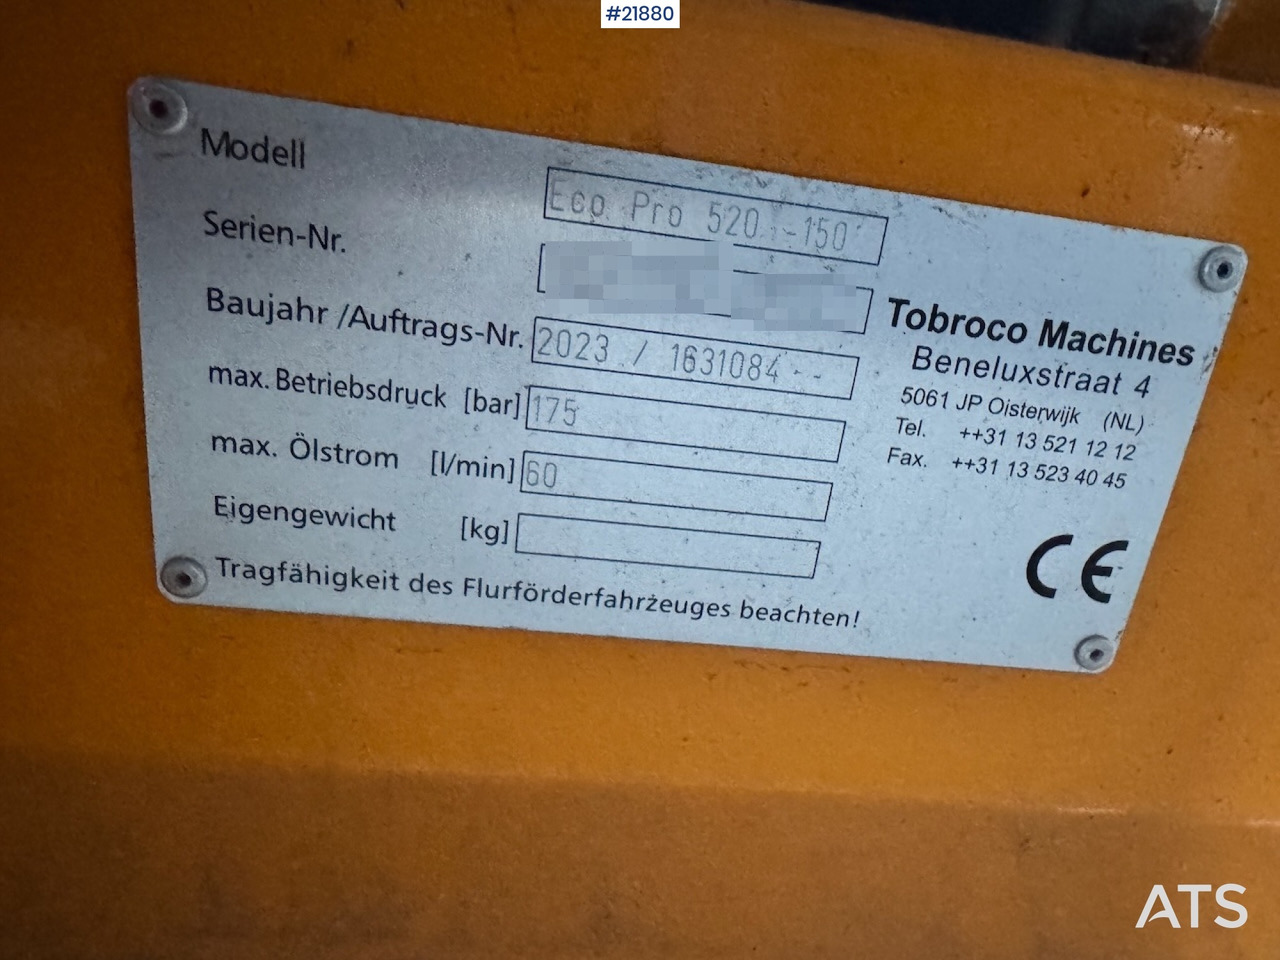 #21880
Modell Eco Pro 520 -150
Serien-Nr.
Baujahr /Auftrags-Nr. 2023 / 1631084 --
max. Betriebsdruck [bar] 175
max. Ölstrom [l/min] 60
Eigengewicht [kg]
Tragfähigkeit des Flurförderfahrzeuges beachten!
Tobroco Machines
Beneluxstraat 4
5061 JP Oisterwijk (NL)
Tel. ++31 13 521 12 12
Fax. ++31 13 523 40 45
CE
ATS